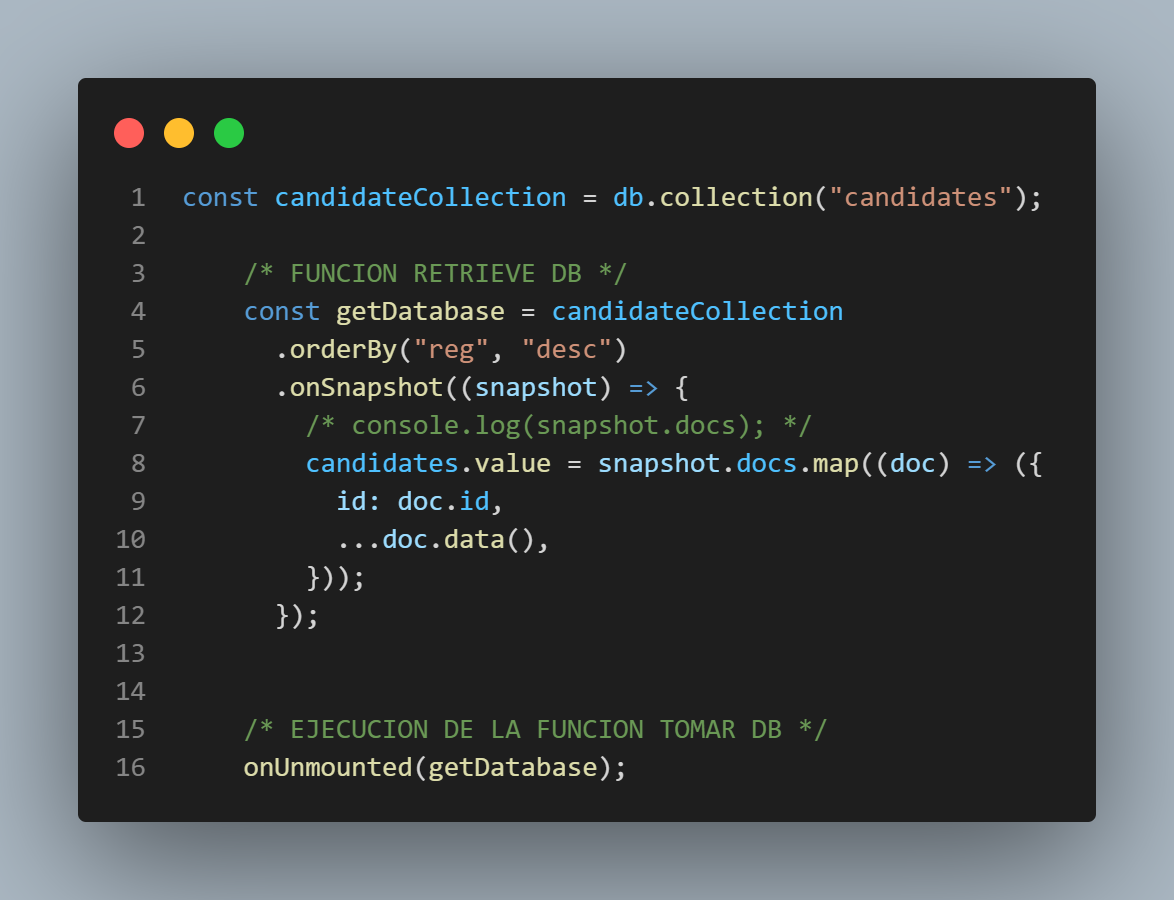 1 const candidateCollection = db.collection("candidates");
2
3 /* FUNCION RETRIEVE DB */
4 const getDatabase = candidateCollection
5 .orderBy("reg", "desc")
6 .onSnapshot((snapshot) => {
7 /* console.log(snapshot.docs); */
8 candidates.value = snapshot.docs.map((doc) => ({
9 id: doc.id,
10 ...doc.data(),
11 }));
12 });
13
14
15 /* EJECUCION DE LA FUNCION TOMAR DB */
16 onUnmounted(getDatabase);